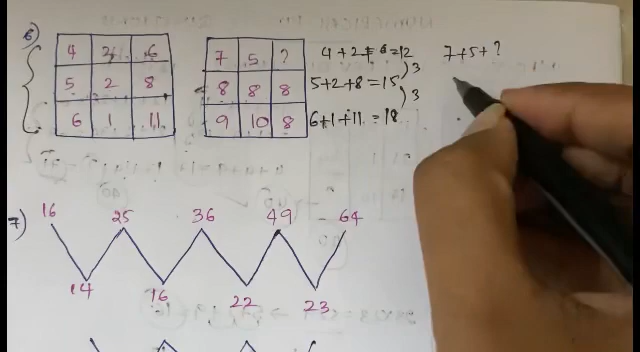 6)
4 2 6
5 2 8
6 1 11
7 5 ?
8 8 8
9 10 8
4+2+6=12
5+2+8=15
6+1+11=18
3
3
7+5+?
7)
16 25 36 49 64
14 16 22 23